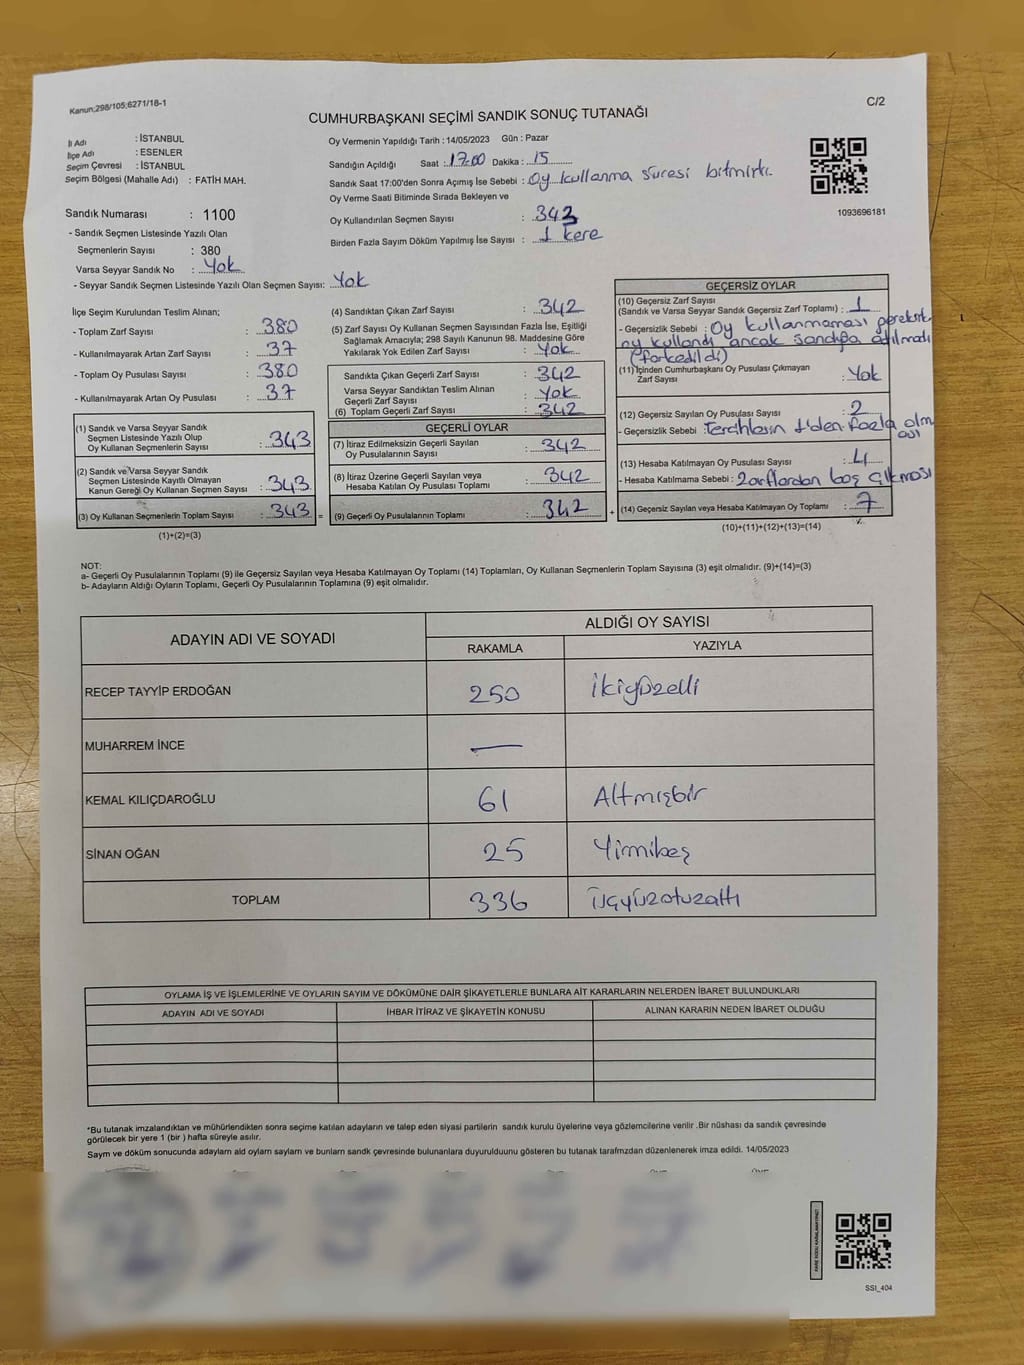 Kanun;298/105;6271/18-1
C/2
CUMHURBAŞKANI SEÇİMİ SANDIK SONUÇ TUTANAĞI
İl Adı : İSTANBUL
İlçe Adı : ESENLER
Seçim Çevresi : İSTANBUL
Seçim Bölgesi (Mahalle Adı) : FATİH MAH.
Oy Vermenin Yapıldığı Tarih : 14/05/2023 Gün : Pazar
Sandığın Açıldığı Saat : 17:00 Dakika : 15
Sandık Saat 17:00'den Sonra Açımış İse Sebebi : Oy kullanma süresi bitmiştir.
Oy Verme Saati Bitiminde Sırada Bekleyen ve
Oy Kullandırılan Seçmen Sayısı : 343
Birden Fazla Sayım Döküm Yapılmış İse Sayısı : 1 kere
1093696181
Sandık Numarası : 1100
- Sandık Seçmen Listesinde Yazılı Olan
Seçmenlerin Sayısı : 380
Varsa Seyyar Sandık No : Yok
- Seyyar Sandık Seçmen Listesinde Yazılı Olan Seçmen Sayısı: Yok
İlçe Seçim Kurulundan Teslim Alınan;
- Toplam Zarf Sayısı : 380
- Kullanılmayarak Artan Zarf Sayısı : 37
- Toplam Oy Pusulası Sayısı : 380
- Kullanılmayarak Artan Oy Pusulası : 37
(1) Sandık ve Varsa Seyyar Sandık
Seçmen Listesinde Yazılı Olup
Oy Kullanan Seçmenlerin Sayısı : 343
(2) Sandık ve Varsa Seyyar Sandık
Seçmen Listesinde Kayıtlı Olmayan
Kanun Gereği Oy Kullanan Seçmen Sayısı : 343
(3) Oy Kullanan Seçmenlerin Toplam Sayısı : 343 =
(1)+(2)=(3)
(4) Sandıktan Çıkan Zarf Sayısı : 342
(5) Zarf Sayısı Oy Kullanan Seçmen Sayısından Fazla İse, Eşitliği
Sağlamak Amacıyla; 298 Sayılı Kanunun 98. Maddesine Göre
Yakılarak Yok Edilen Zarf Sayısı : Yok
Sandıkta Çıkan Geçerli Zarf Sayısı : 342
Varsa Seyyar Sandıktan Teslim Alınan
Geçerli Zarf Sayısı : Yok
(6) Toplam Geçerli Zarf Sayısı : 342
GEÇERLİ OYLAR
(7) İtiraz Edilmeksizin Geçerli Sayılan
Oy Pusulalarının Sayısı : 342
(8) İtiraz Üzerine Geçerli Sayılan veya
Hesaba Katılan Oy Pusulası Toplamı : 342
(9) Geçerli Oy Pusulalarının Toplamı : 342 +
GEÇERSİZ OYLAR
(10) Geçersiz Zarf Sayısı
(Sandık ve Varsa Seyyar Sandık Geçersiz Zarf Toplamı) : 1
- Geçersizlik Sebebi : Oy kullanmaması gerekirken
oy kullandı ancak sandığa atılmadı
(farkedildi)
(11) İçinden Cumhurbaşkanı Oy Pusulası Çıkmayan
Zarf Sayısı : Yok
(12) Geçersiz Sayılan Oy Pusulası Sayısı : 2
- Geçersizlik Sebebi : Tercihlerin 1'den fazla olm
ası
(13) Hesaba Katılmayan Oy Pusulası Sayısı : 4
- Hesaba Katılmama Sebebi : Zarflardan boş çıkması
(14) Geçersiz Sayılan veya Hesaba Katılmayan Oy Toplamı : 7
(10)+(11)+(12)+(13)=(14)
NOT:
a- Geçerli Oy Pusulalarının Toplamı (9) ile Geçersiz Sayılan veya Hesaba Katılmayan Oy Toplamı (14) Toplamları, Oy Kullanan Seçmenlerin Toplam Sayısına (3) eşit olmalıdır. (9)+(14)=(3)
b- Adayların Aldığı Oyların Toplamı, Geçerli Oy Pusulalarının Toplamına (9) eşit olmalıdır.
ADAYIN ADI VE SOYADI ALDIĞI OY SAYISI
RAKAMLA YAZIYLA
RECEP TAYYİP ERDOĞAN 250 İkiyüzelli
MUHARREM İNCE —
KEMAL KILIÇDAROĞLU 61 Altmışbir
SİNAN OĞAN 25 Yirmibeş
TOPLAM 336 Üçyüzotuzaltı
OYLAMA İŞ VE İŞLEMLERİNE VE OYLARIN SAYIM VE DÖKÜMÜNE DAİR ŞİKAYETLERLE BUNLARA AİT KARARLARIN NELERDEN İBARET BULUNDUKLARI
ADAYIN ADI VE SOYADI İHBAR İTİRAZ VE ŞİKAYETİN KONUSU ALINAN KARARIN NEDEN İBARET OLDUĞU
*Bu tutanak imzalandıktan ve mühürlendikten sonra seçime katılan adayların ve talep eden siyasi partilerin sandık kurulu üyelerine veya gözlemcilerine verilir .Bir nüshası da sandık çevresinde
görülecek bir yere 1 (bir ) hafta süreyle asılır.
Saym ve döküm sonucunda adaylarn ald oylarn saylarn ve bunlarn sandk çevresinde bulunanlara duyurulduunu gösteren bu tutanak tarafmzdan düzenlenerek imza edildi. 14/05/2023
SSI_404